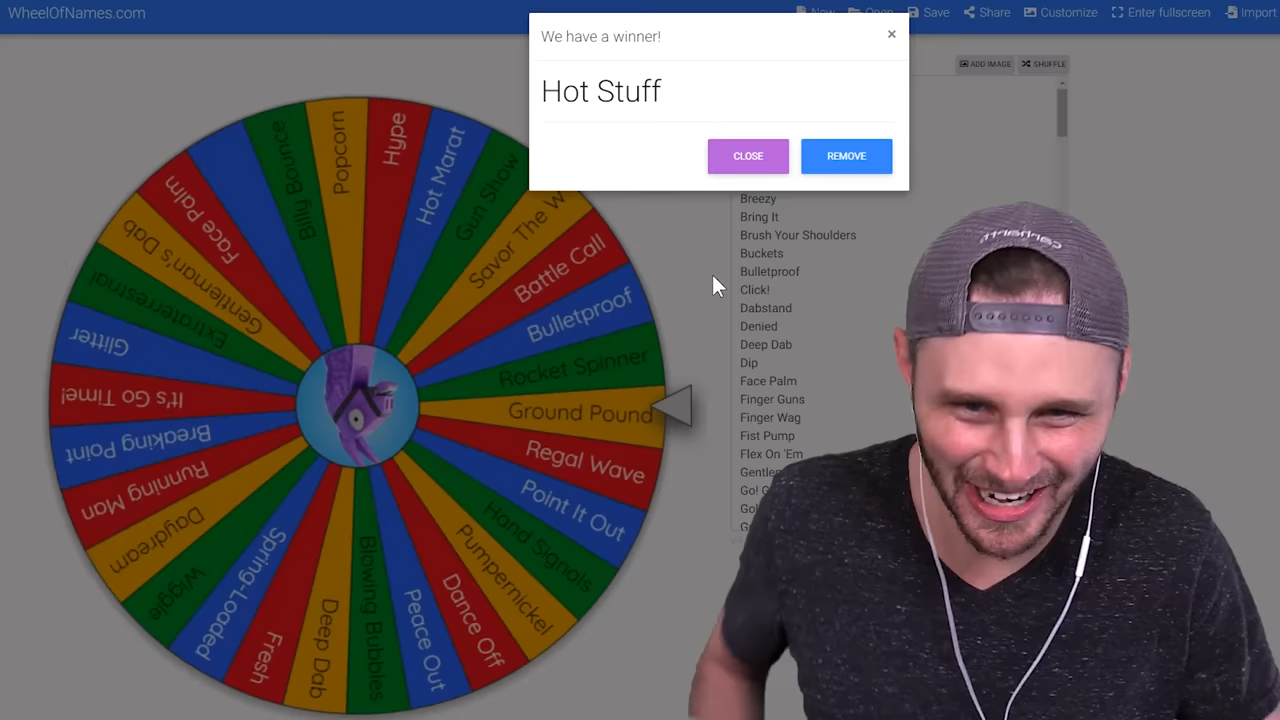 WheelOfNames.com
New
Open
Save
Share
Customize
Enter fullscreen
Import
We have a winner!
×
Hot Stuff
CLOSE
REMOVE
ADD IMAGE
SHUFFLE
Popcorn
Hype
Hot Marat
Gun Show
Savor The W
Battle Call
Bulletproof
Rocket Spinner
Ground Pound
Regal Wave
Point It Out
Hand Signals
Pumpernickel
Dance Off
Peace Out
Blowing Bubbles
Deep Dab
Fresh
Spring-Loaded
Wiggle
Daydream
Running Man
Breaking Point
It's Go Time!
Glitter
Extraterrestrial
Gentleman's Dab
Face Palm
Billy Bounce
Breezy
Bring It
Brush Your Shoulders
Buckets
Bulletproof
Click!
Dabstand
Denied
Deep Dab
Dip
Face Palm
Finger Guns
Finger Wag
Fist Pump
Flex On 'Em
Gentle
Go! G